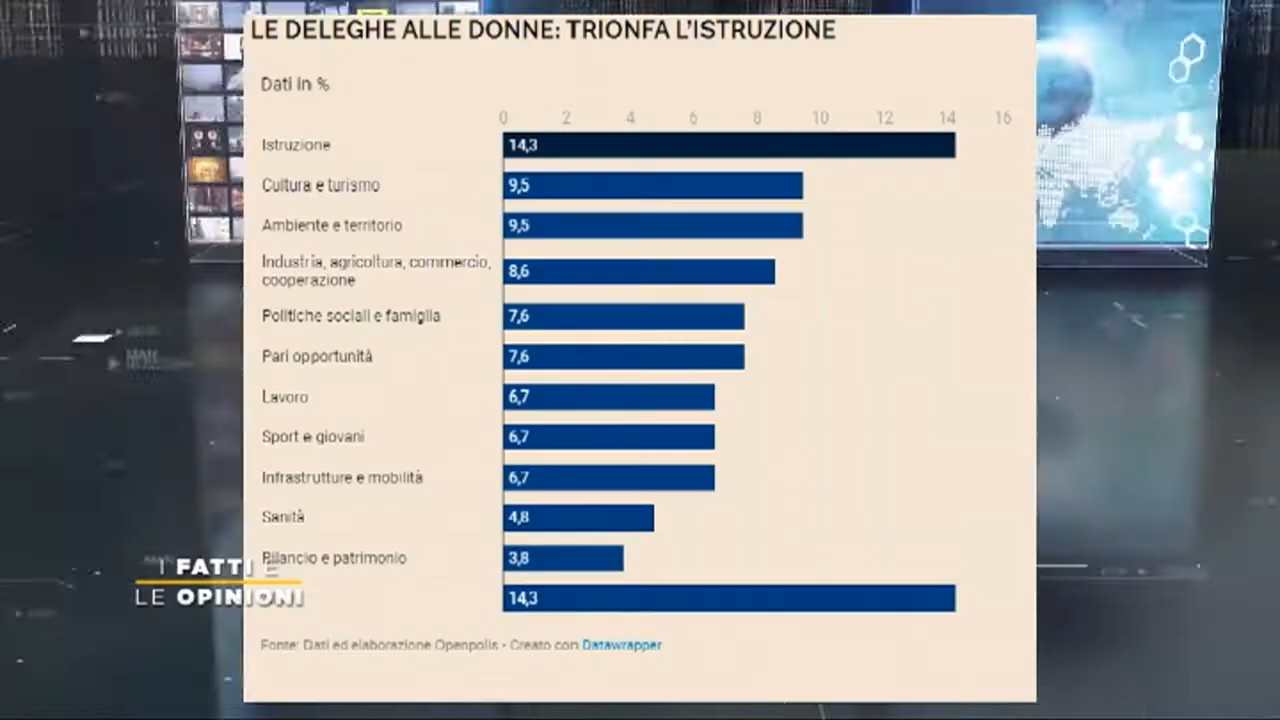 LE DELEGHE ALLE DONNE: TRIONFA L'ISTRUZIONE
Dati in %
0 2 4 6 8 10 12 14 16
Istruzione 14,3
Cultura e turismo 9,5
Ambiente e territorio 9,5
Industria, agricoltura, commercio,
cooperazione 8,6
Politiche sociali e famiglia 7,6
Pari opportunità 7,6
Lavoro 6,7
Sport e giovani 6,7
Infrastrutture e mobilità 6,7
Sanità 4,8
Bilancio e patrimonio 3,8
14,3
I FATTI E
LE OPINIONI
Fonte: Dati ed elaborazione Openpolis • Creato con Datawrapper